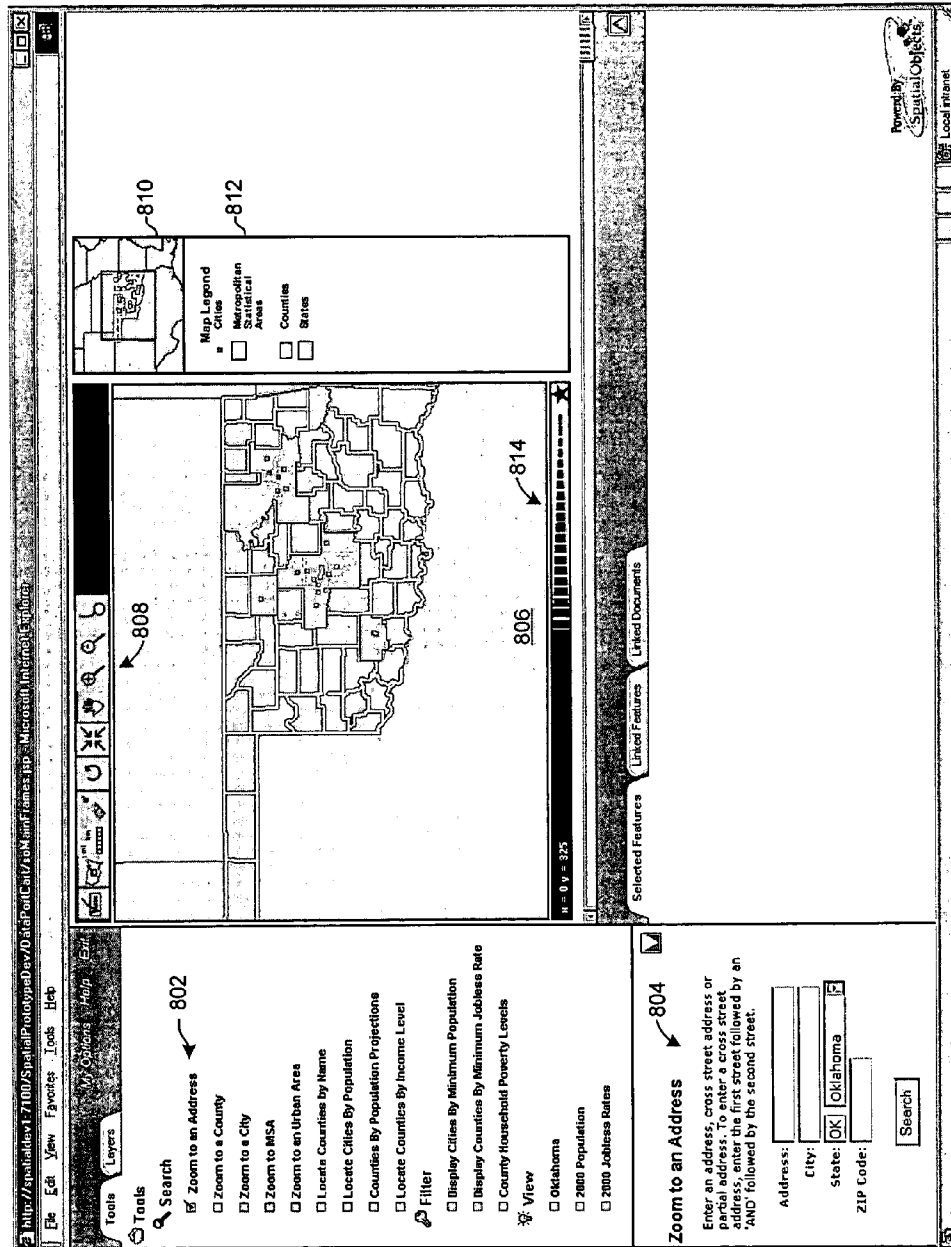 http://spatialdev1:7100/SpatialPrototypeDev/DataPortCait/soMainFrames.jsp - Microsoft Internet Explorer
File Edit View Favorites Tools Help
Tools Layers My Options Help Exit
Tools
Search
Zoom to an Address
Zoom to a County
Zoom to a City
Zoom to MSA
Zoom to an Urban Area
Locate Counties by Name
Locate Cities By Population
Counties By Population Projections
Locate Counties By Income Level
Filter
Display Cities By Minimum Population
Display Counties By Minimum Jobless Rate
County Household Poverty Levels
View
Oklahoma
2000 Population
2000 Jobless Rates
802
808
806
814
x = 0 y = 325
810
812
Map Legend
Cities
Metropolitan
Statistical
Areas
Counties
States
Zoom to an Address
804
Enter an address, cross street address or
partial address. To enter a cross street
address, enter the first street followed by an
'AND' followed by the second street.
Address:
City:
State: OK Oklahoma
ZIP Code:
Search
Selected Features Linked Features Linked Documents
Powered By
SpatialObjects
Local intranet